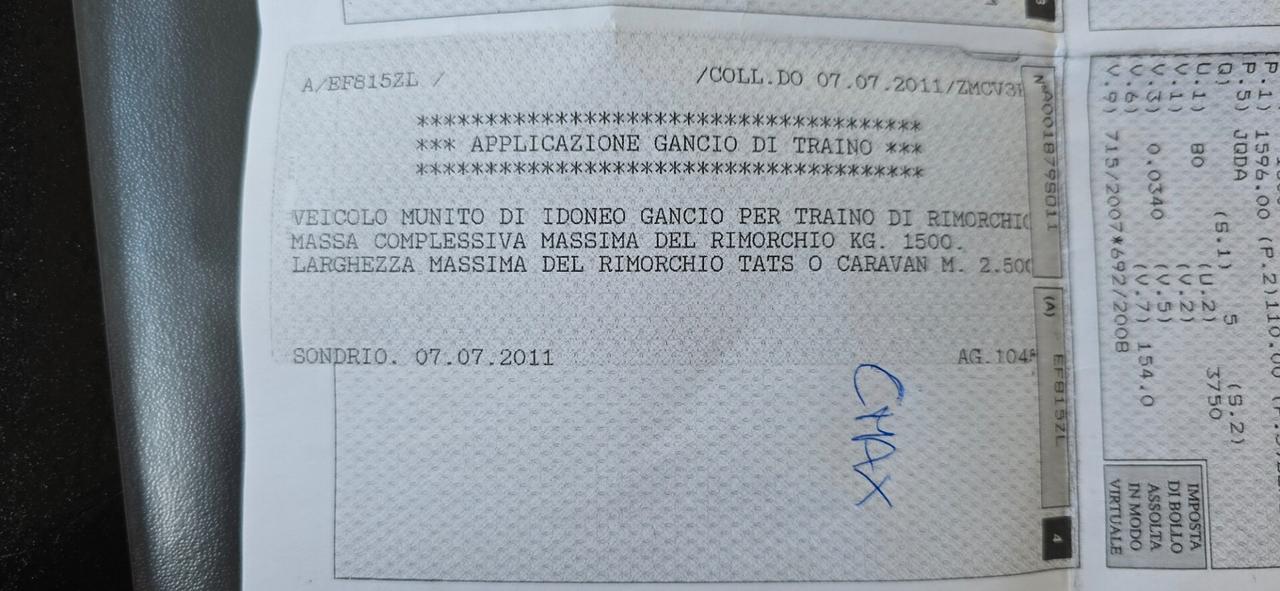 A/EF815ZL /
/COLL.DO 07.07.2011/ZMCV3
*************************************
*** APPLICAZIONE GANCIO DI TRAINO ***
*************************************
VEICOLO MUNITO DI IDONEO GANCIO PER TRAINO DI RIMORCHIO
MASSA COMPLESSIVA MASSIMA DEL RIMORCHIO KG. 1500.
LARGHEZZA MASSIMA DEL RIMORCHIO TATS O CARAVAN M. 2.500
SONDRIO. 07.07.2011
AG.104
CMAX
(A) EF815ZL
4
P.1) 1596.00 (P.2)110.00
P.5) JQDA
Q) (S.1) 5 (S.2)
U.1) 80 (U.2) 3750
V.1) (V.2)
V.3) 0.0340 (V.5)
V.6) (V.7) 154.0
V.9) 715/2007*692/2008
IMPOSTA
DI BOLLO
ASSOLTA
IN MODO
VIRTUALE